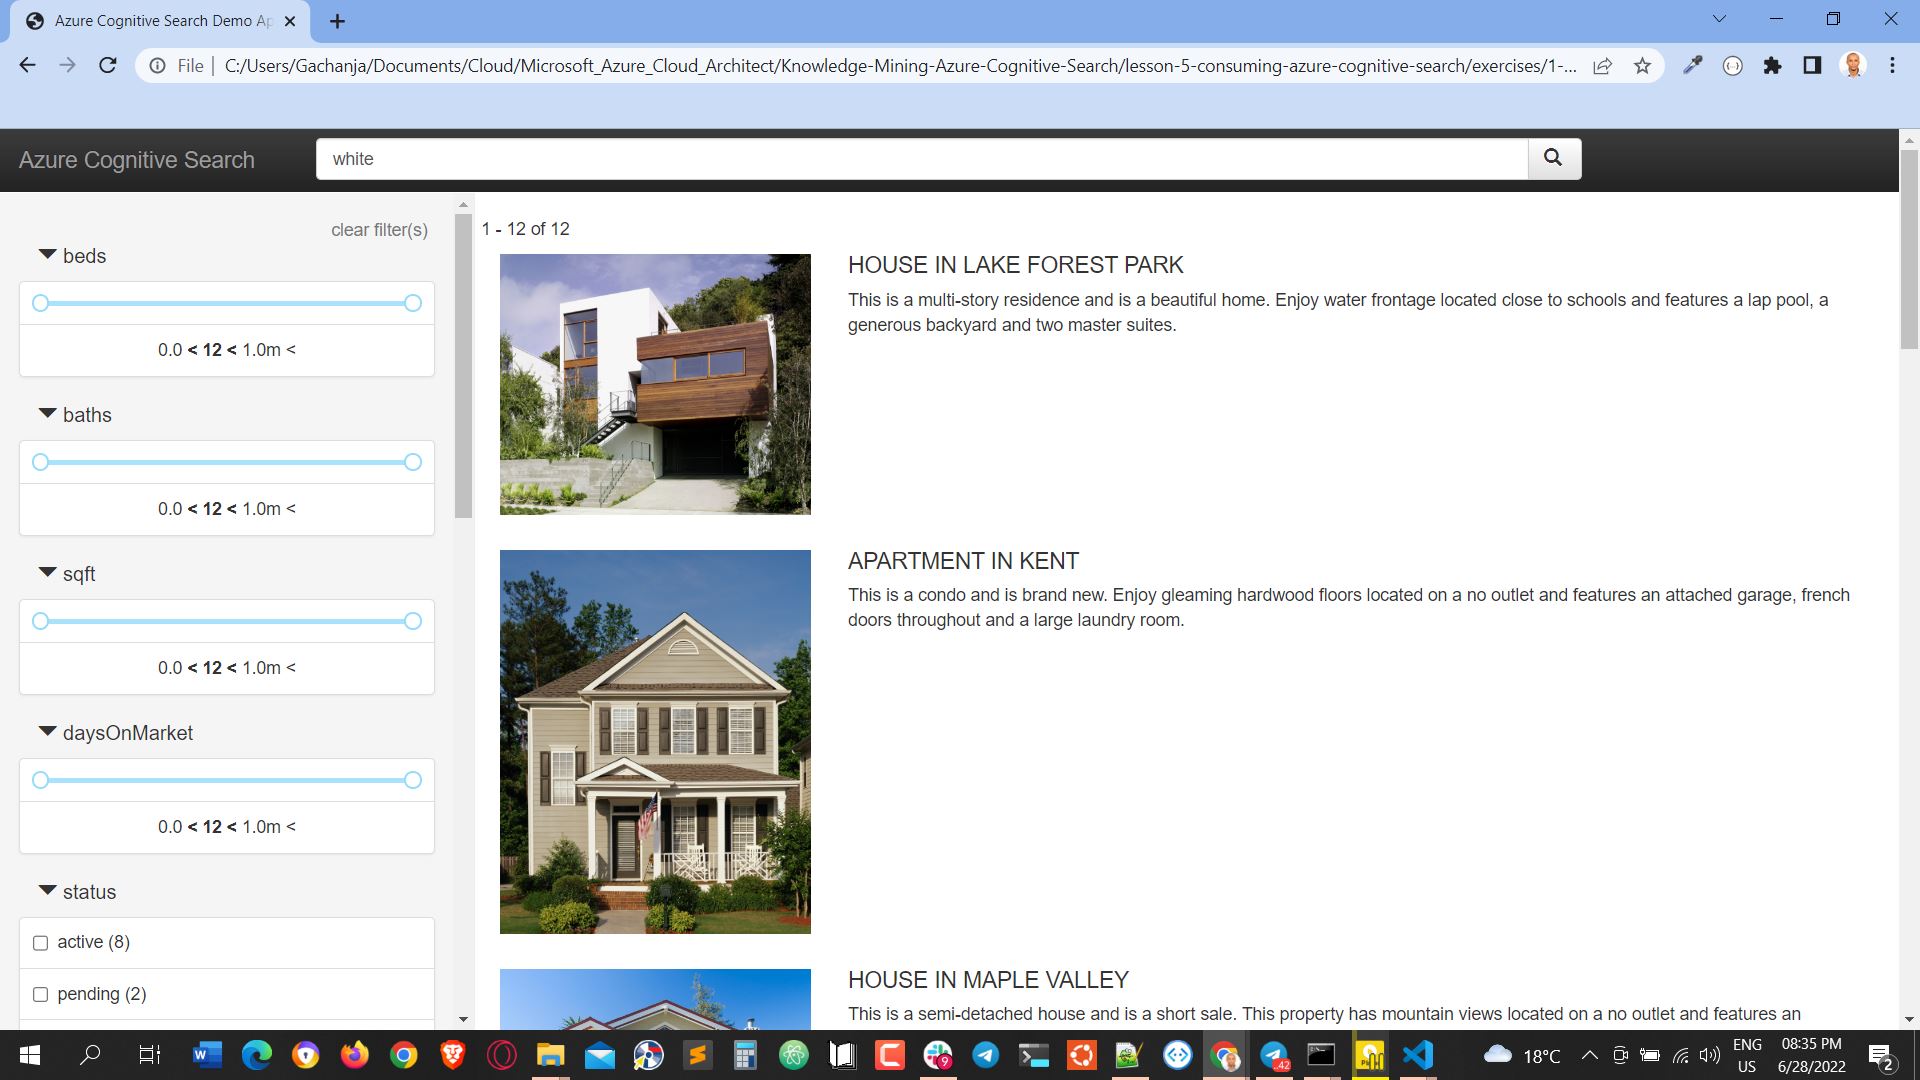 Azure Cognitive Search Demo Ap
File
C:/Users/Gachanja/Documents/Cloud/Microsoft_Azure_Cloud_Architect/Knowledge-Mining-Azure-Cognitive-Search/lesson-5-consuming-azure-cognitive-search/exercises/1-...
Azure Cognitive Search
white
clear filter(s)
beds
0.0 < 12 < 1.0m <
baths
0.0 < 12 < 1.0m <
sqft
0.0 < 12 < 1.0m <
daysOnMarket
0.0 < 12 < 1.0m <
status
active (8)
pending (2)
1 - 12 of 12
HOUSE IN LAKE FOREST PARK
This is a multi-story residence and is a beautiful home. Enjoy water frontage located close to schools and features a lap pool, a
generous backyard and two master suites.
APARTMENT IN KENT
This is a condo and is brand new. Enjoy gleaming hardwood floors located on a no outlet and features an attached garage, french
doors throughout and a large laundry room.
HOUSE IN MAPLE VALLEY
This is a semi-detached house and is a short sale. This property has mountain views located on a no outlet and features an
9
42
18°C
ENG
US
08:35 PM
6/28/2022
2